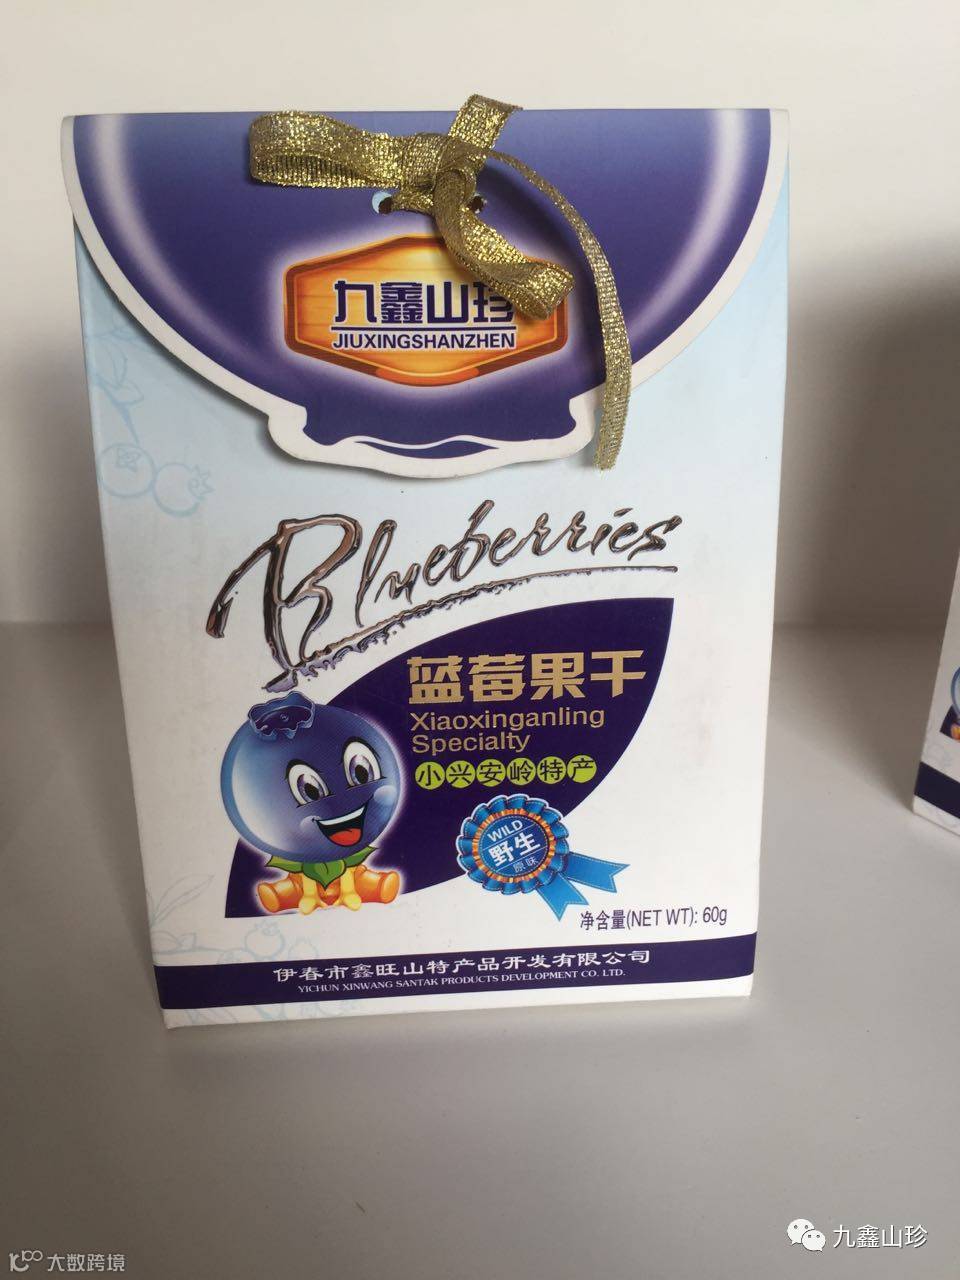 九鑫山珍
JIUXINGSHANZHEN
Blueberries
蓝莓果干
Xiaoxinganling
Specialty
小兴安岭特产
WILD
野生
原味
净含量(NET WT): 60g
伊春市鑫旺山特产品开发有限公司
YICHUN XINWANG SANTAK PRODUCTS DEVELOPMENT CO. LTD.
九鑫山珍
大数跨境